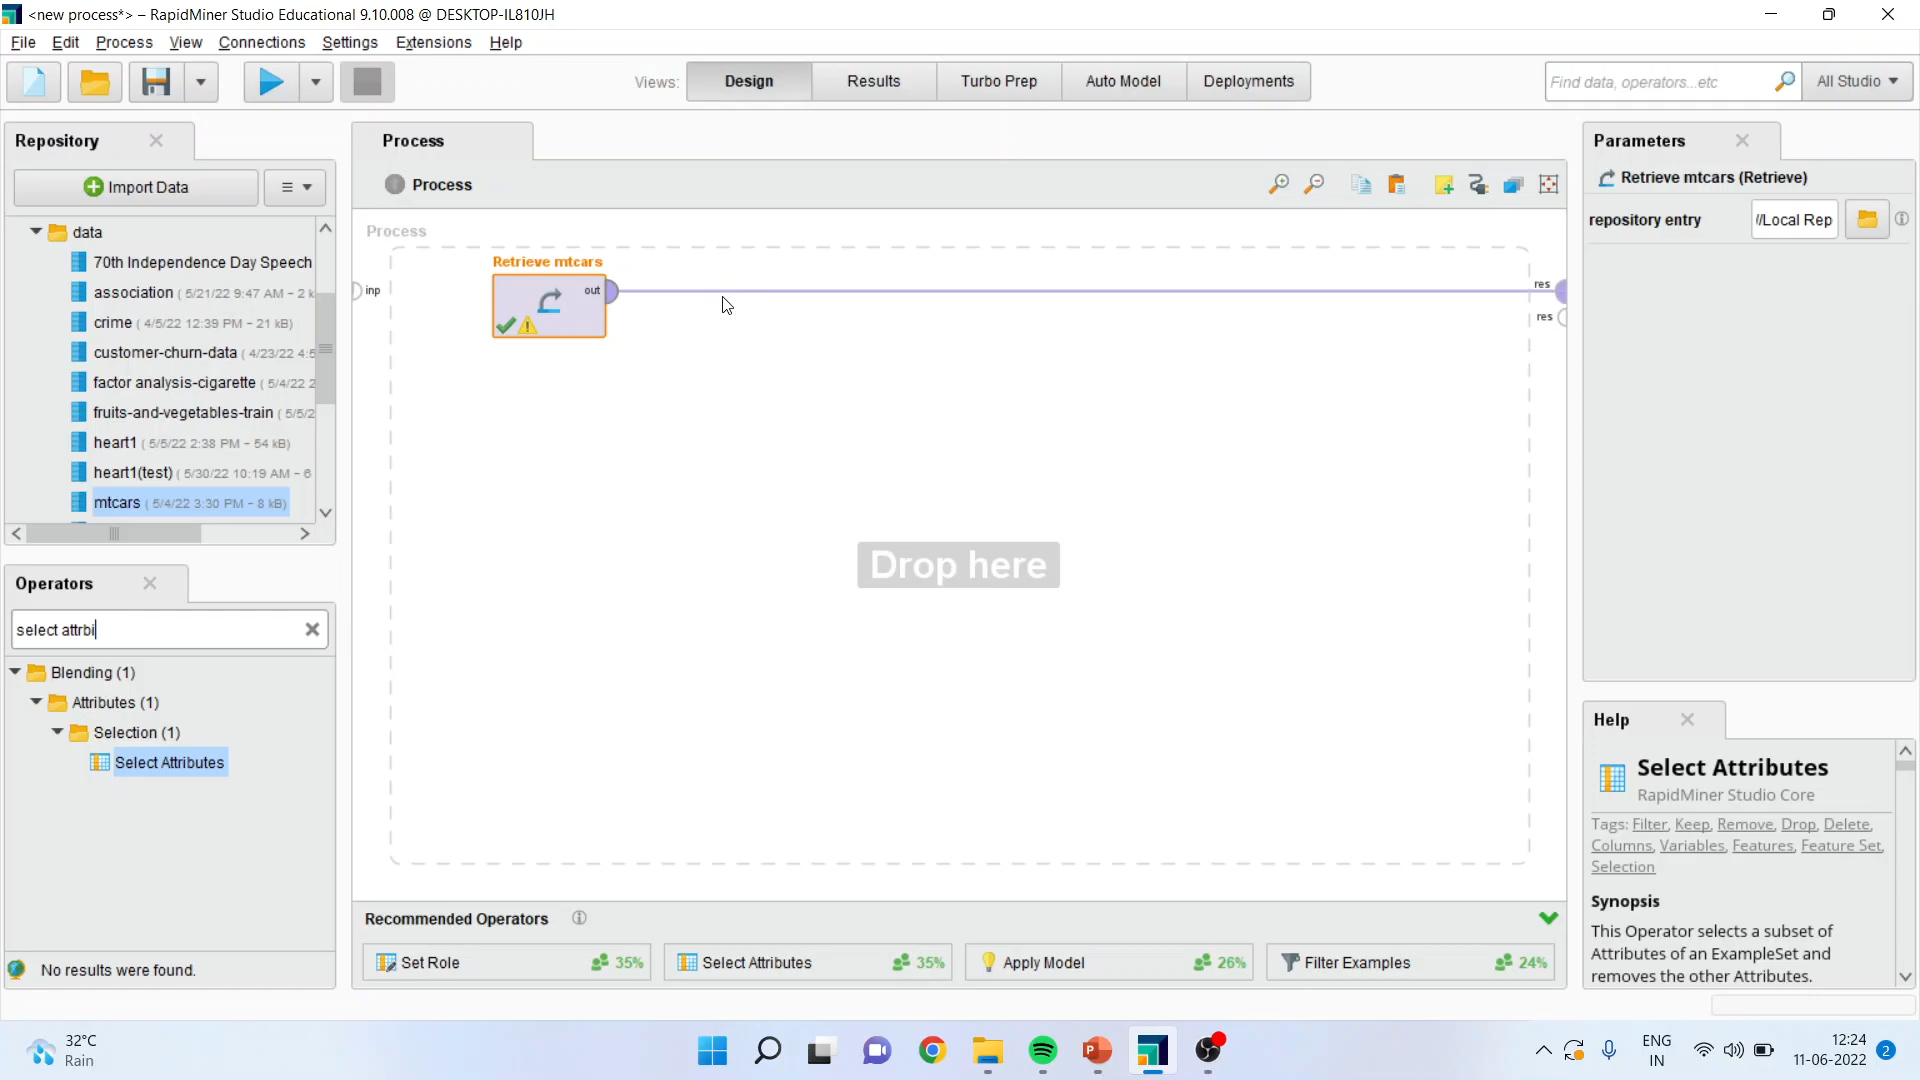 <new process*> – RapidMiner Studio Educational 9.10.008 @ DESKTOP-IL810JH
File Edit Process View Connections Settings Extensions Help
Views: Design Results Turbo Prep Auto Model Deployments Find data, operators...etc All Studio
Repository
Import Data
data
70th Independence Day Speech
association ( 5/21/22 9:47 AM – 2 k
crime ( 4/5/22 12:39 PM – 21 kB)
customer-churn-data ( 4/23/22 4:5
factor analysis-cigarette ( 5/4/22 2
fruits-and-vegetables-train ( 5/5/2
heart1 ( 5/5/22 2:38 PM – 54 kB)
heart1(test) ( 5/30/22 10:19 AM – 6
mtcars ( 5/4/22 3:30 PM – 8 kB)
Operators
select attrbi
Blending (1)
Attributes (1)
Selection (1)
Select Attributes
No results were found.
Process
Process
Process
Retrieve mtcars
inp
out
res
res
Drop here
Recommended Operators
Set Role 35%
Select Attributes 35%
Apply Model 26%
Filter Examples 24%
Parameters
Retrieve mtcars (Retrieve)
repository entry //Local Rep
Help
Select Attributes
RapidMiner Studio Core
Tags: Filter, Keep, Remove, Drop, Delete,
Columns, Variables, Features, Feature Set,
Selection
Synopsis
This Operator selects a subset of
Attributes of an ExampleSet and
removes the other Attributes.
32°C
Rain
ENG
IN
12:24
11-06-2022
2